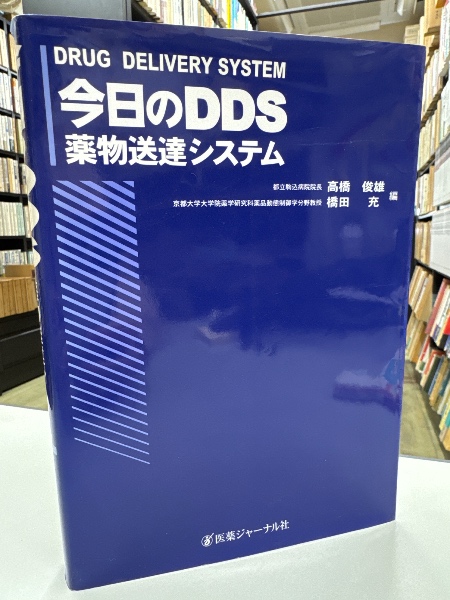 DRUG DELIVERY SYSTEM
今日のDDS
薬物送達システム
都立駒込病院院長 高橋 俊雄
京都大学大学院薬学研究科薬品動態制御学分野教授 橋田 充
編
医薬ジャーナル社